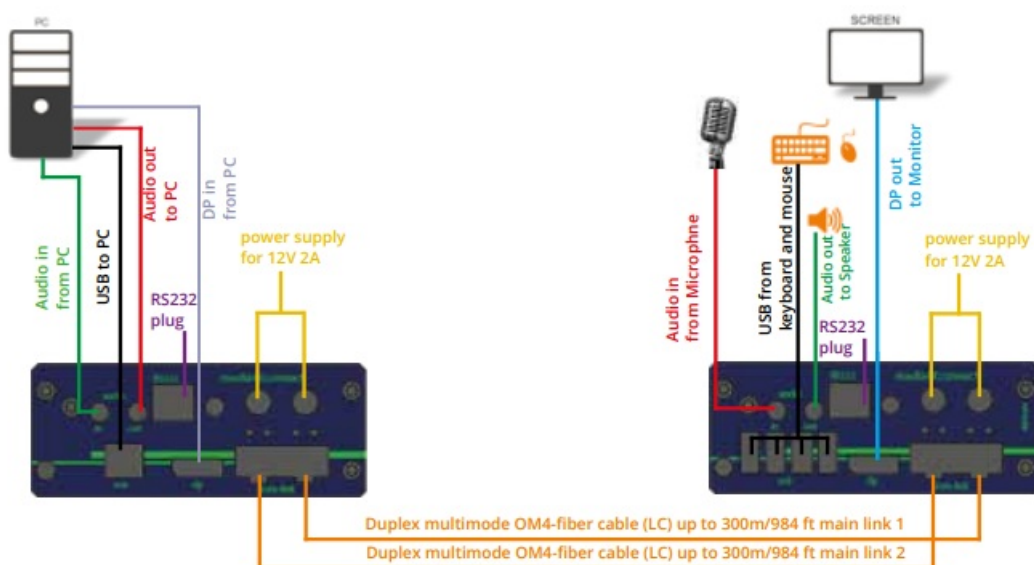 PC
SCREEN
Audio in
from PC
USB to PC
Audio out
to PC
DP in
from PC
RS232
plug
power supply
for 12V 2A
Audio in
from Microphne
USB from
keyboard and mouse
Audio out
to Speaker
DP out
to Monitor
RS232
plug
power supply
for 12V 2A
Duplex multimode OM4-fiber cable (LC) up to 300m/984 ft main link 1
Duplex multimode OM4-fiber cable (LC) up to 300m/984 ft main link 2